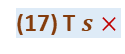 (17) T s ×